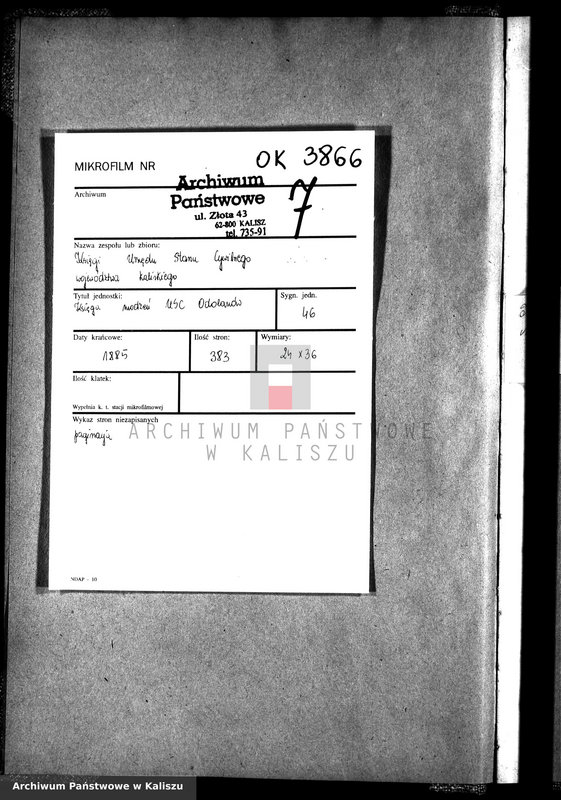 MIKROFILM NR OK 3866
Archiwum
Archiwum
Państwowe
ul. Złota 43
62-800 KALISZ
tel. 735-91
7
Nazwa zespołu lub zbioru:
Księgi Urzędu Stanu Cywilnego
województwa kaliskiego
Tytuł jednostki:
Księga urodzeń USC Odolanów
Sygn. jedn.
46
Daty krańcowe:
1885
Ilość stron:
383
Wymiary:
24 x 36
Ilość klatek:
Wypełnia k. t. stacji mikrofilmowej
Wykaz stron niezapisanych
paginacja
ARCHIWUM PAŃSTWOWE
W KALISZU
NDAP - 10
Archiwum Państwowe w Kaliszu